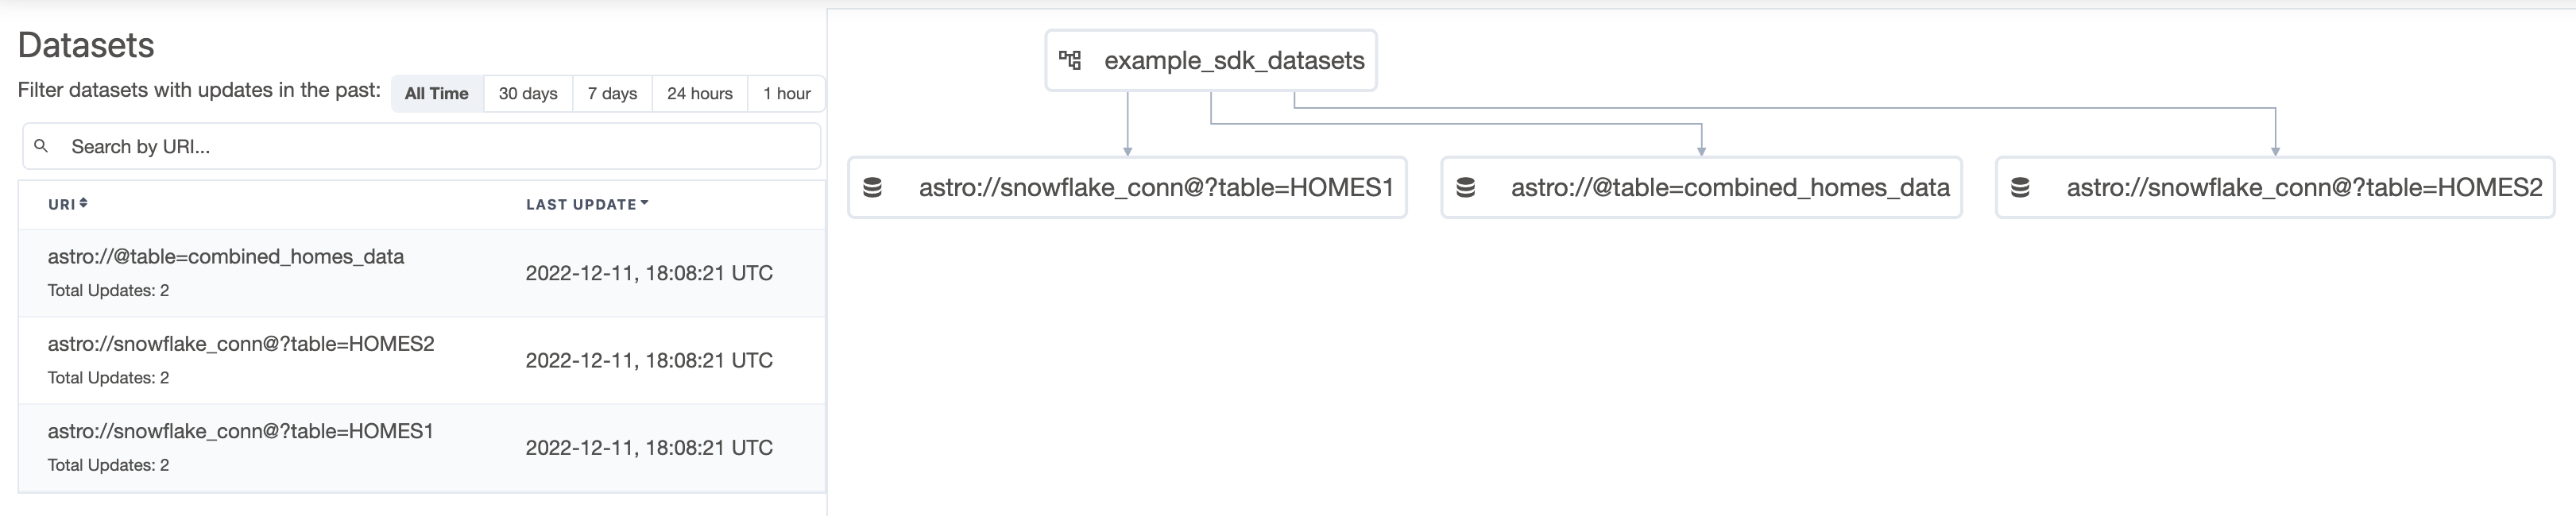 Datasets
Filter datasets with updates in the past: All Time 30 days 7 days 24 hours 1 hour
Search by URI...
URI LAST UPDATE
astro://@table=combined_homes_data
Total Updates: 2
2022-12-11, 18:08:21 UTC
astro://snowflake_conn@?table=HOMES2
Total Updates: 2
2022-12-11, 18:08:21 UTC
astro://snowflake_conn@?table=HOMES1
Total Updates: 2
2022-12-11, 18:08:21 UTC
example_sdk_datasets
astro://snowflake_conn@?table=HOMES1 astro://@table=combined_homes_data astro://snowflake_conn@?table=HOMES2